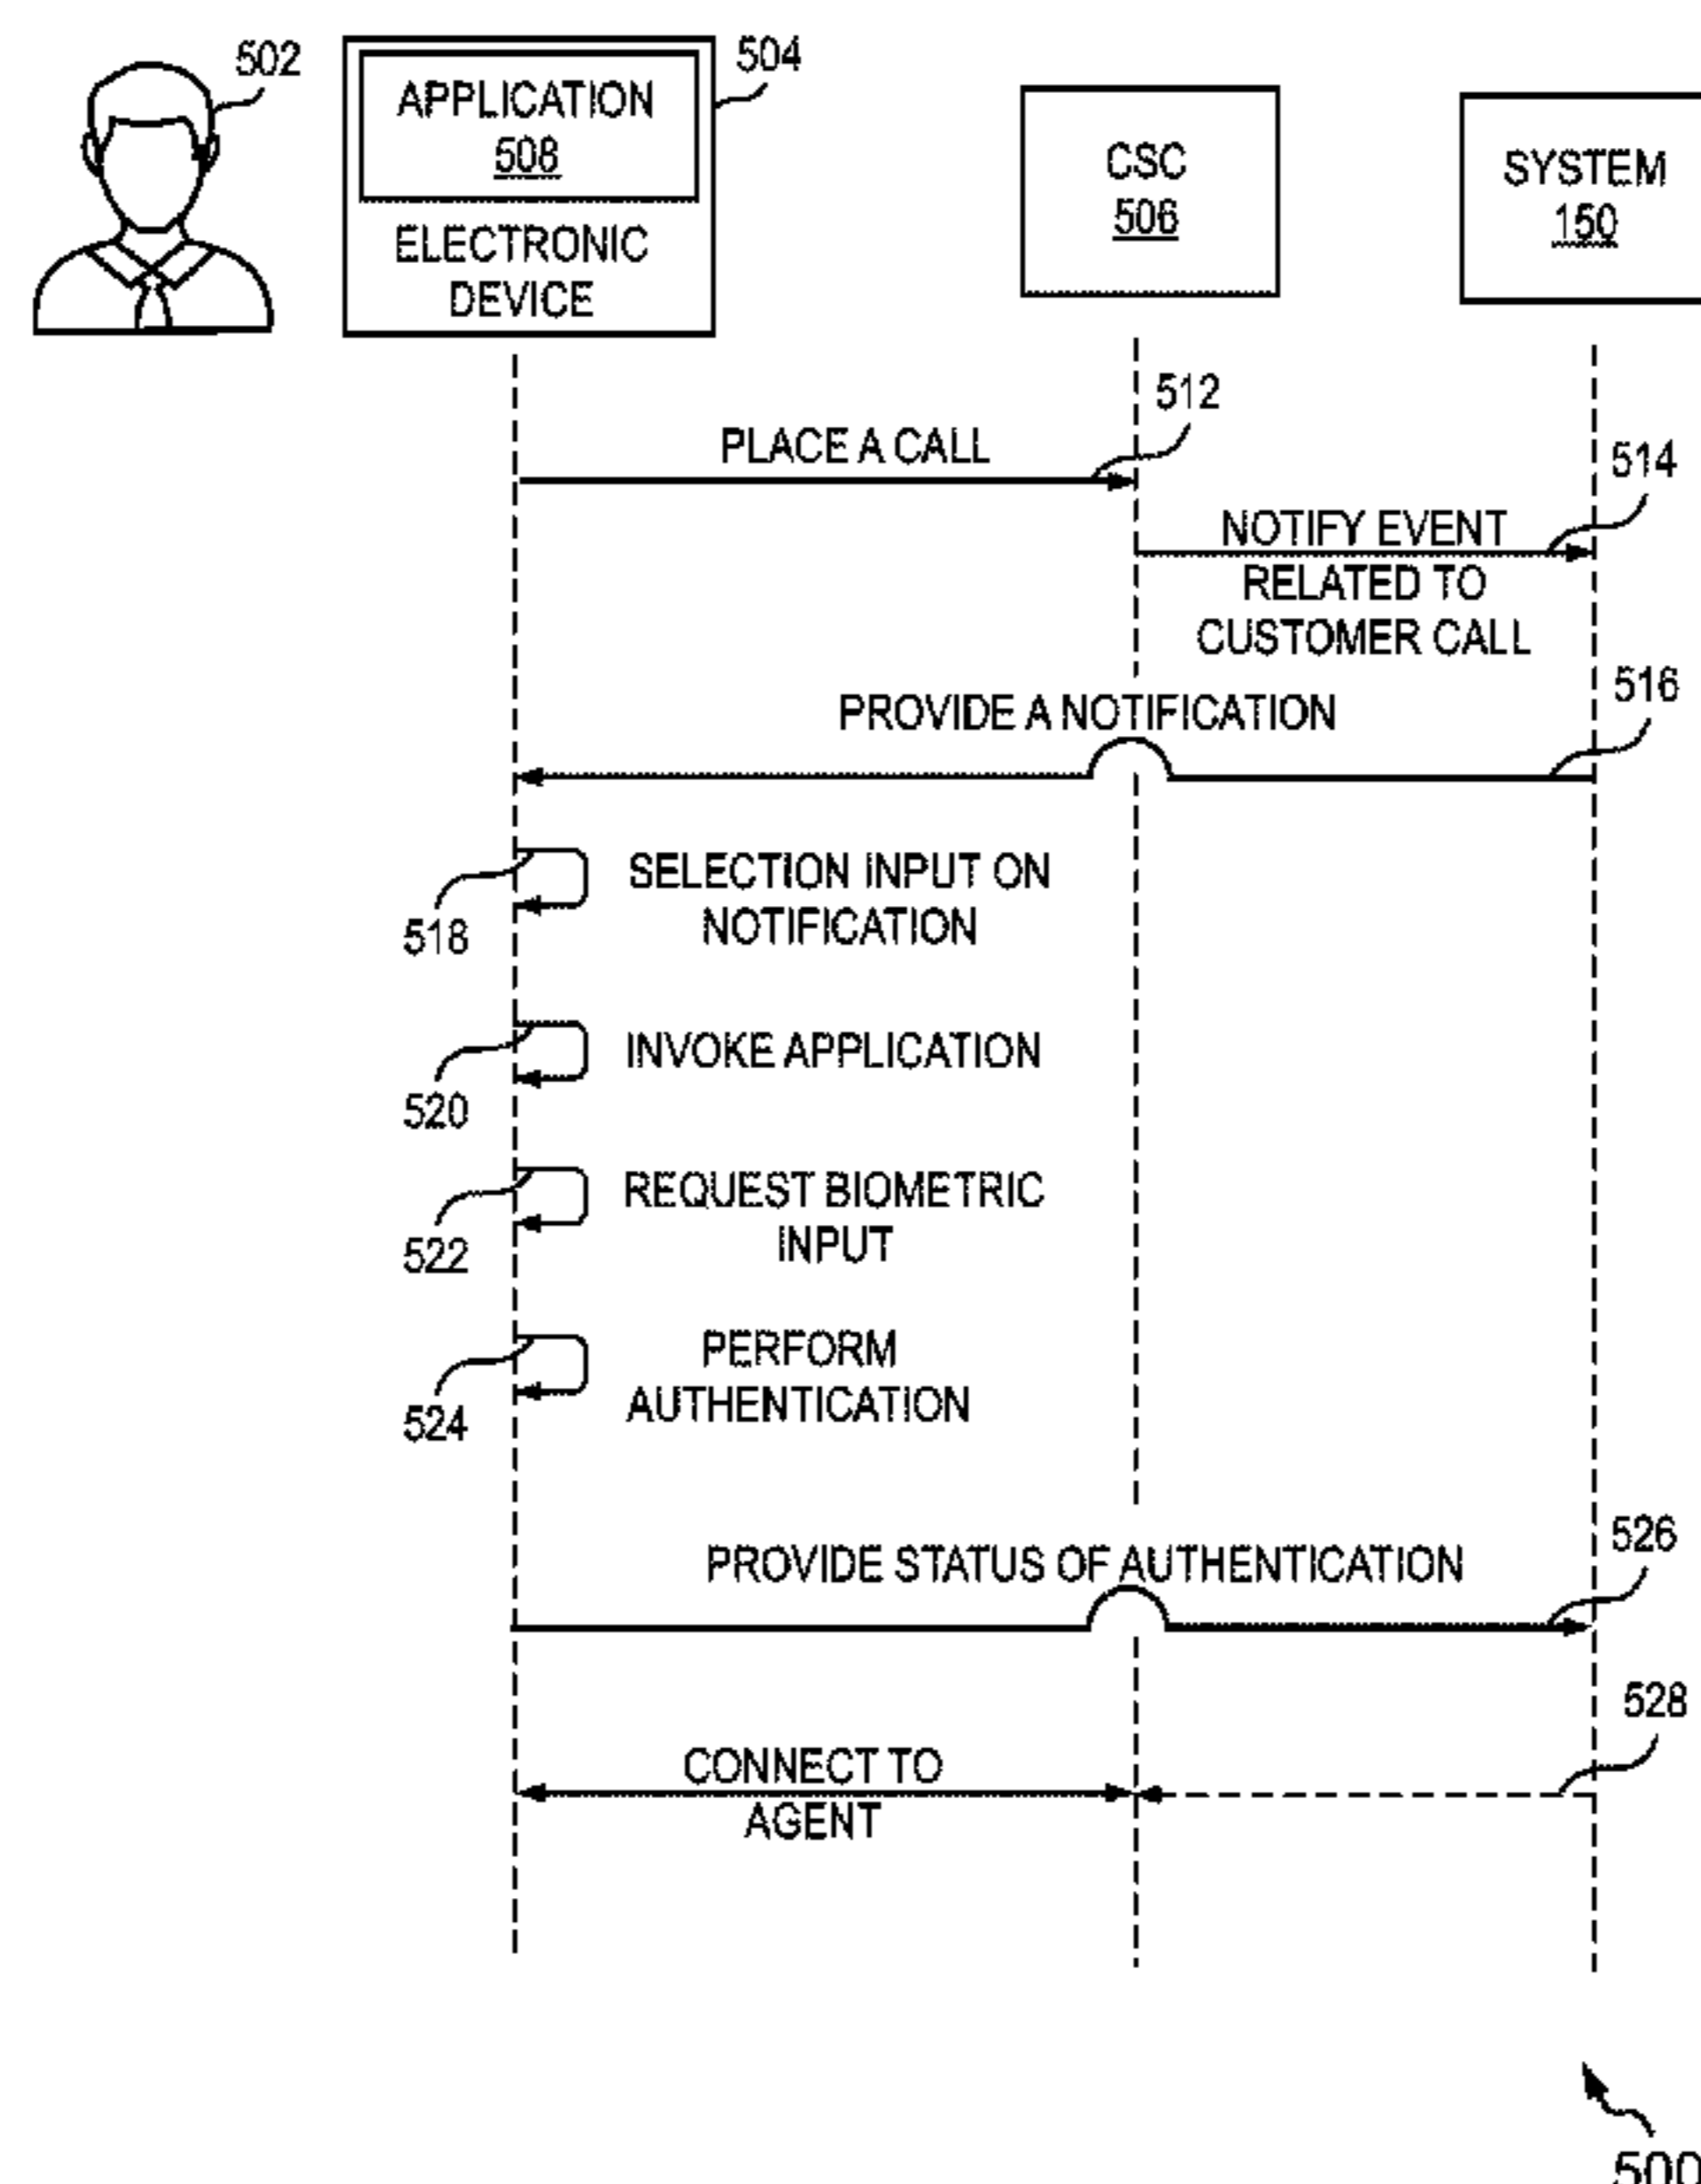 502
APPLICATION
508
504
ELECTRONIC
DEVICE
CSC
506
SYSTEM
150
PLACE A CALL
512
NOTIFY EVENT
RELATED TO
CUSTOMER CALL
514
PROVIDE A NOTIFICATION
516
SELECTION INPUT ON
NOTIFICATION
518
INVOKE APPLICATION
520
REQUEST BIOMETRIC
INPUT
522
PERFORM
AUTHENTICATION
524
PROVIDE STATUS OF AUTHENTICATION
526
CONNECT TO
AGENT
528
500